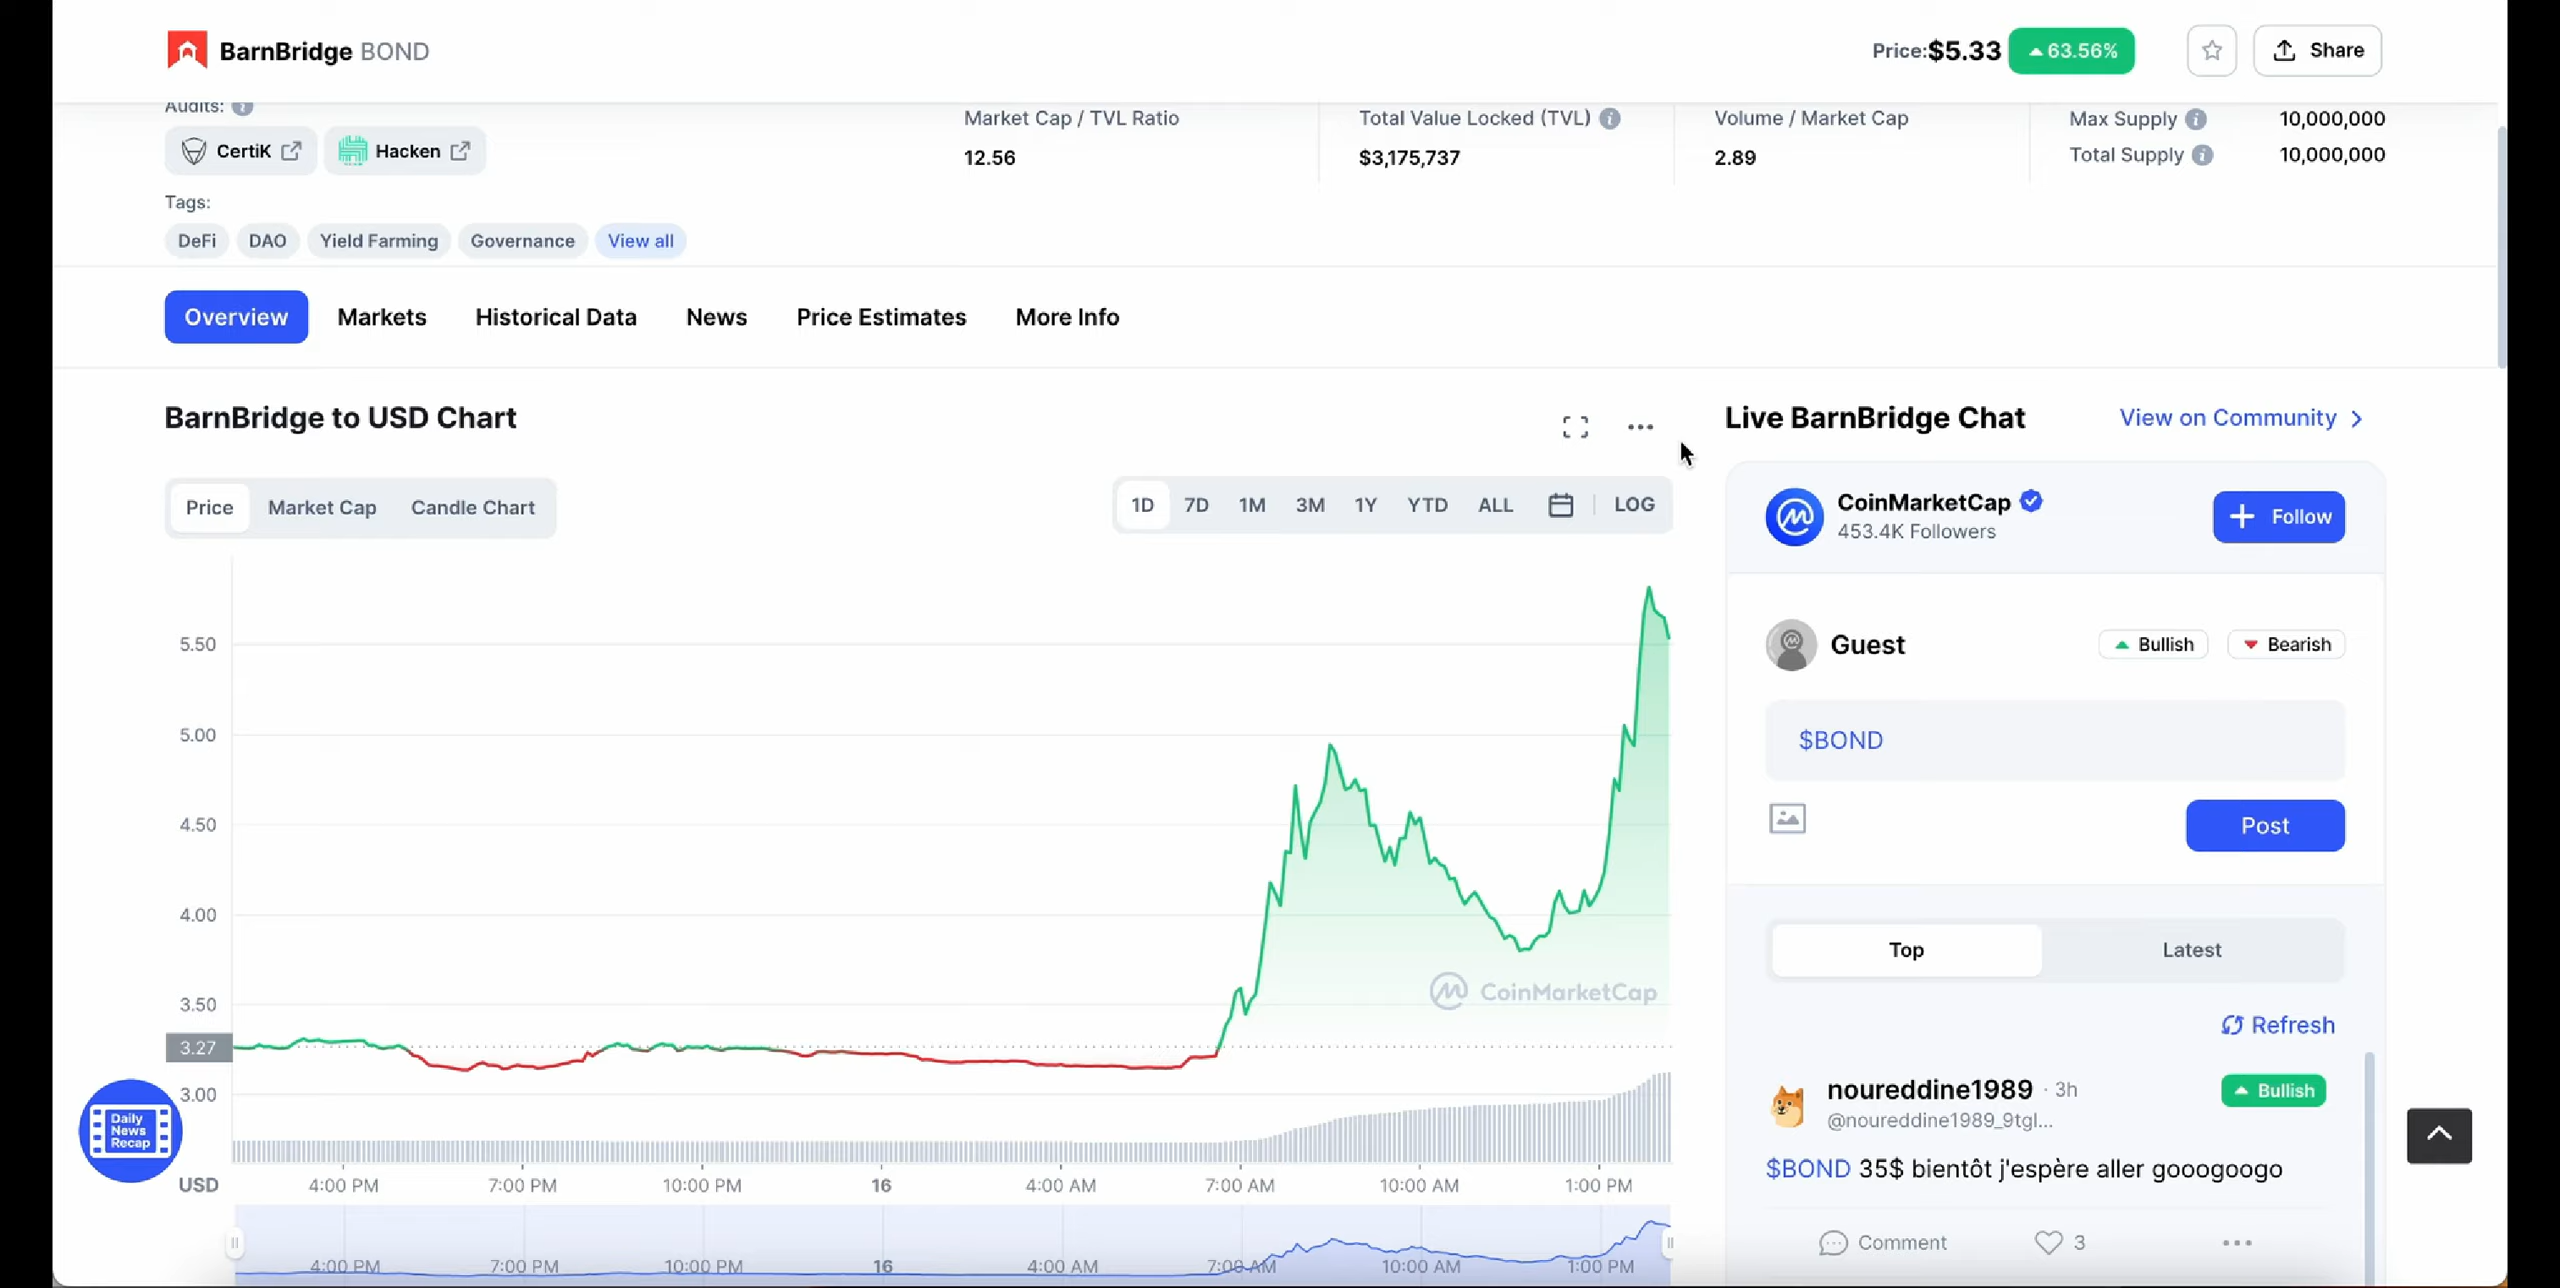 BarnBridge BOND
Price:$5.33 63.56% Share
Audits:
CertiK Hacken
Market Cap / TVL Ratio
12.56
Total Value Locked (TVL)
$3,175,737
Volume / Market Cap
2.89
Max Supply 10,000,000
Total Supply 10,000,000
Tags:
DeFi DAO Yield Farming Governance View all
Overview Markets Historical Data News Price Estimates More Info
BarnBridge to USD Chart
Price Market Cap Candle Chart
1D 7D 1M 3M 1Y YTD ALL LOG
5.50
5.00
4.50
4.00
3.50
3.27
3.00
CoinMarketCap
USD 4:00 PM 7:00 PM 10:00 PM 16 4:00 AM 7:00 AM 10:00 AM 1:00 PM
4:00 PM 7:00 PM 10:00 PM 16 4:00 AM 7:00 AM 10:00 AM 1:00 PM
Daily
News
Recap
Live BarnBridge Chat View on Community
CoinMarketCap
453.4K Followers
Follow
Guest Bullish Bearish
$BOND
Post
Top Latest
Refresh
noureddine1989 · 3h Bullish
@noureddine1989_9tgl...
$BOND 35$ bientôt j'espère aller gooogoogo
Comment 3